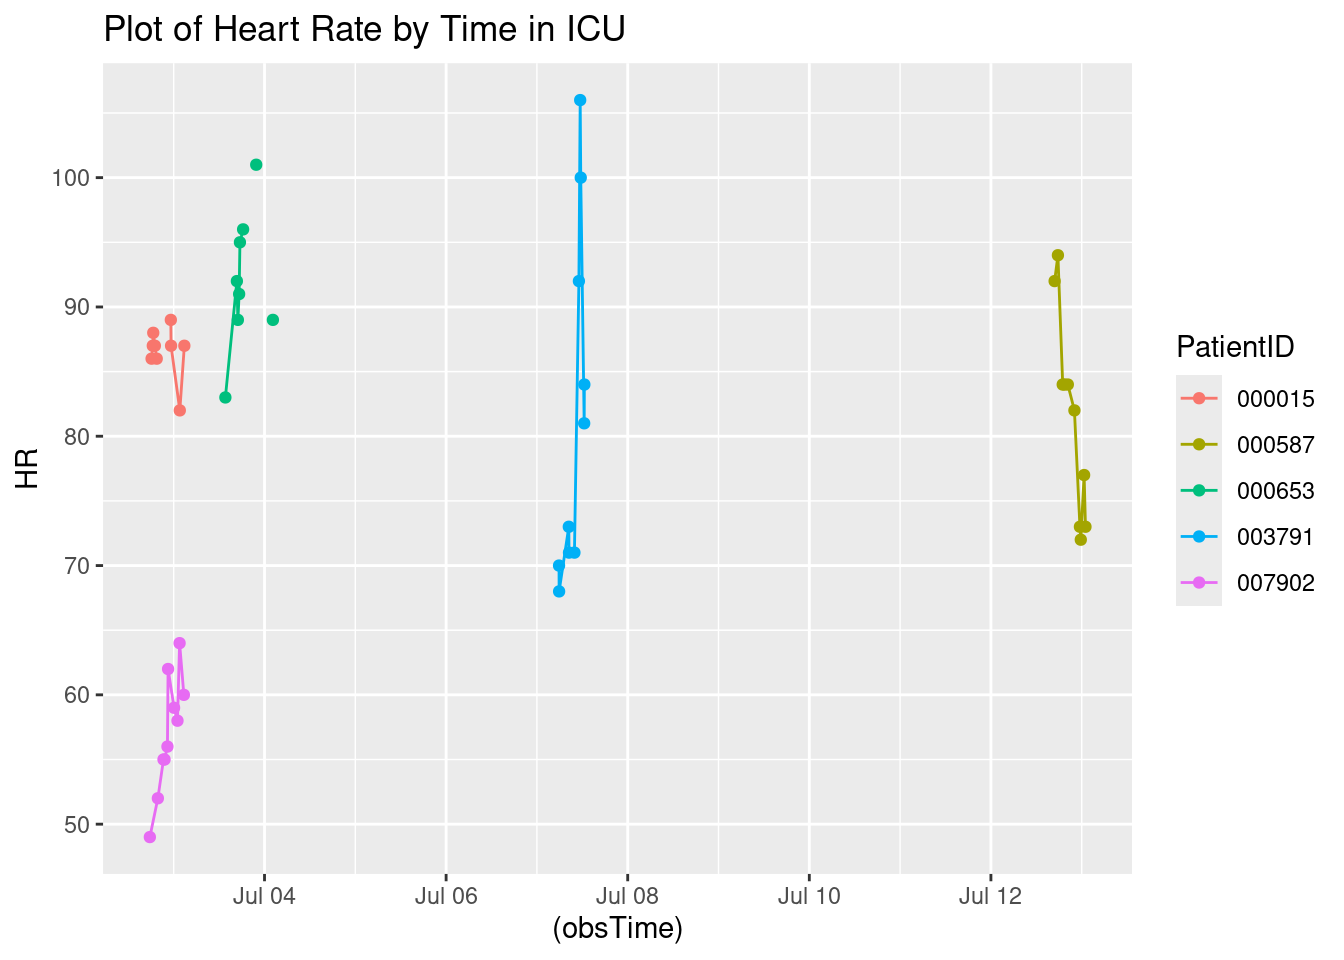 Plot of Heart Rate by Time in ICU
HR
100
90
80
70
60
50
Jul 04
Jul 06
Jul 08
Jul 10
Jul 12
(obsTime)
PatientID
000015
000587
000653
003791
007902